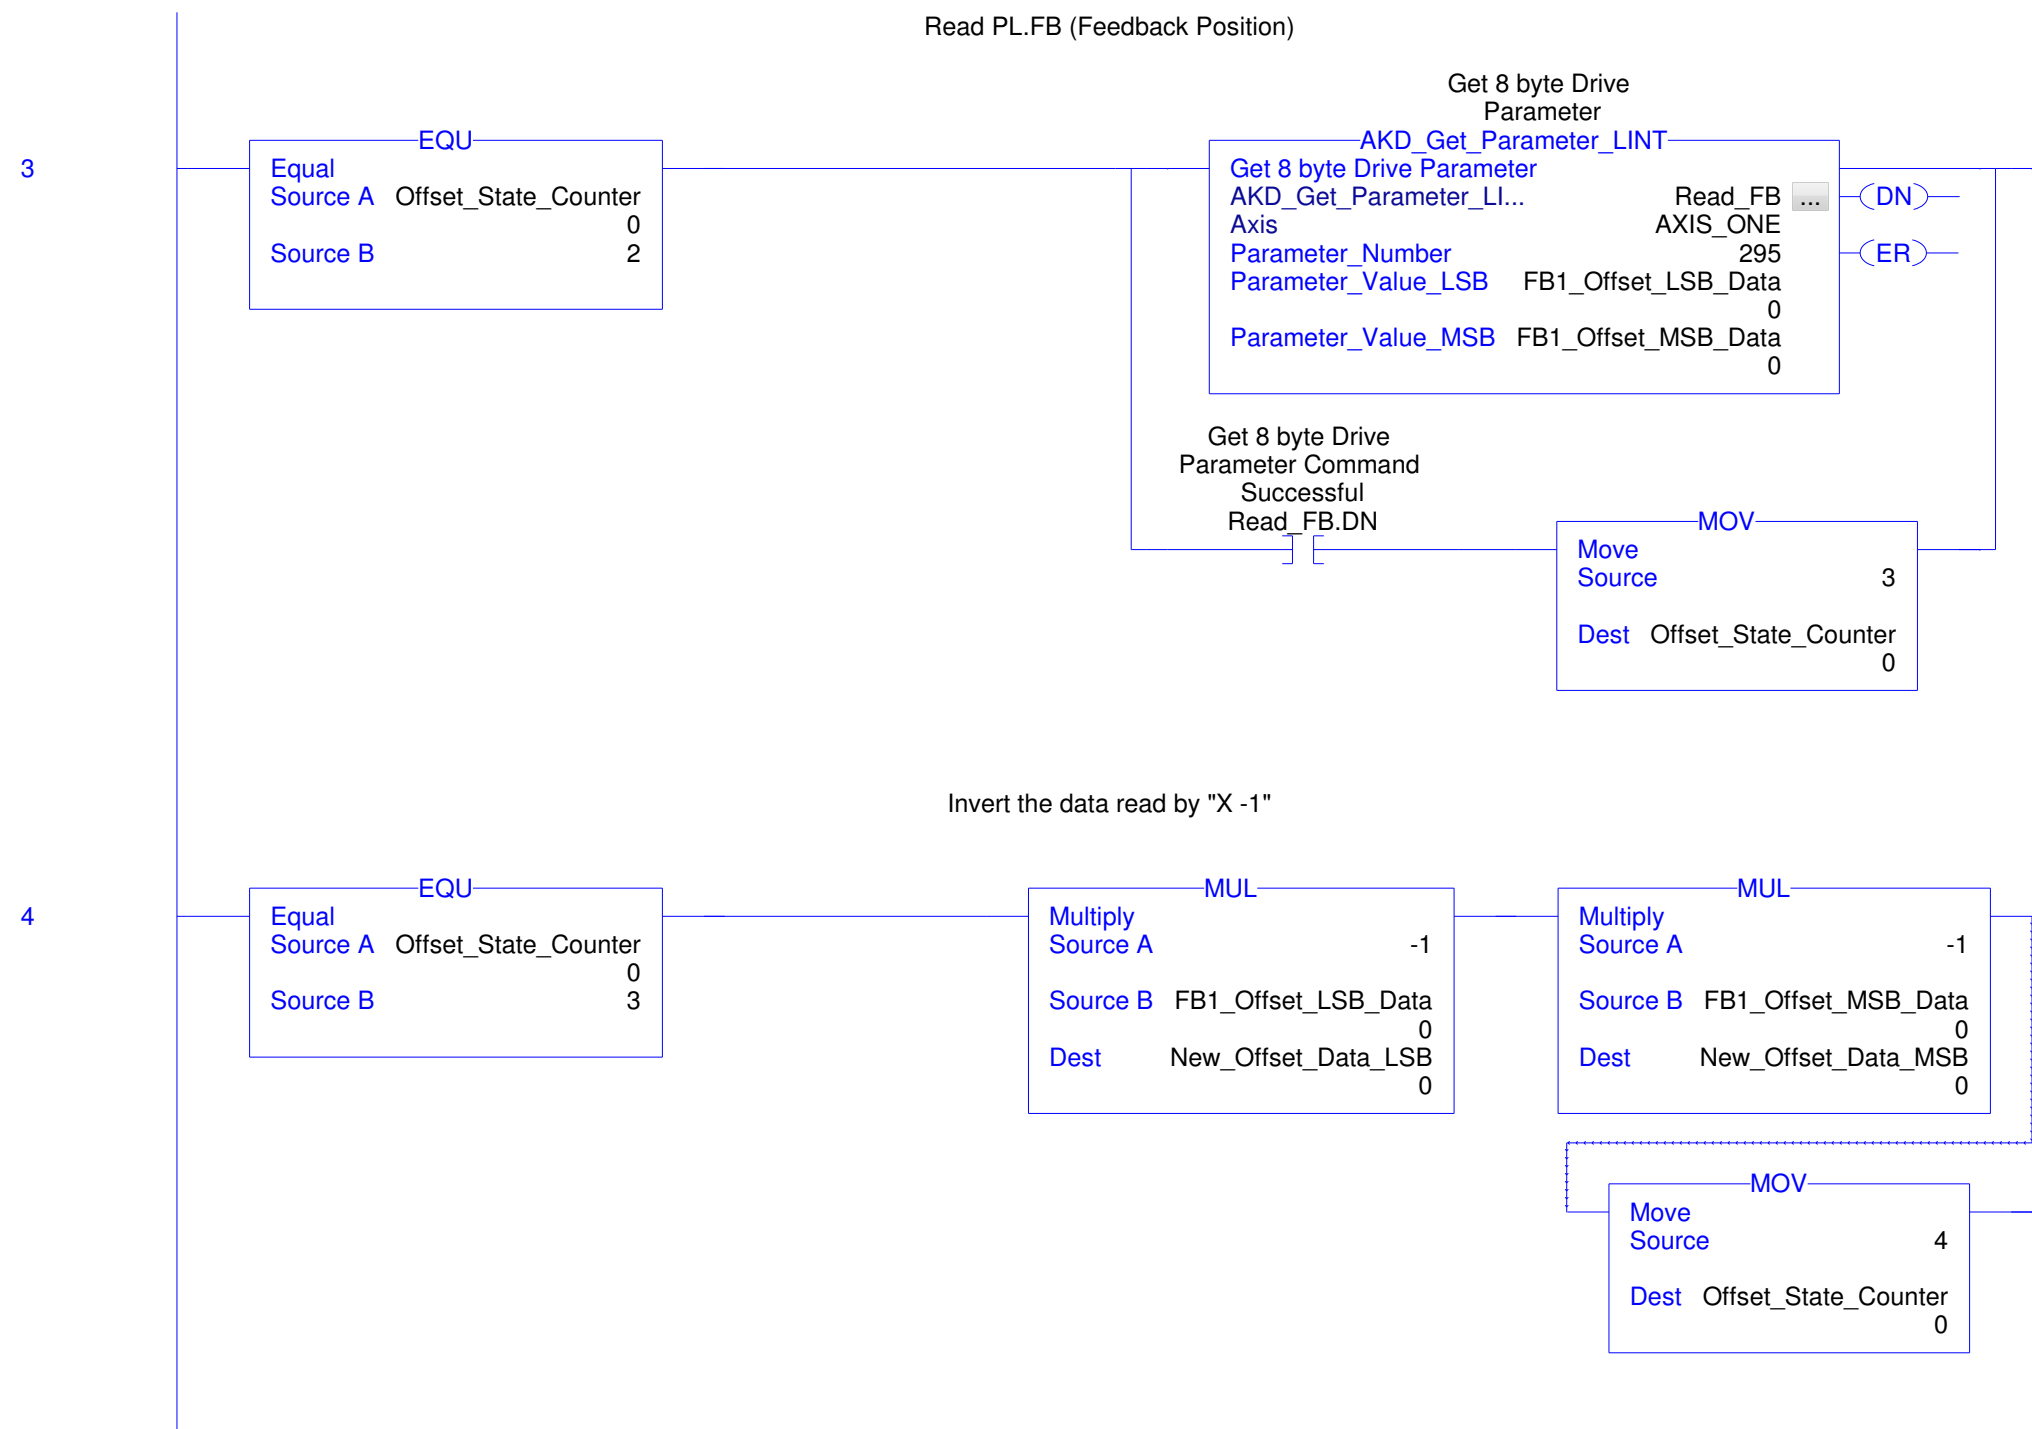 Read PL.FB (Feedback Position)
Get 8 byte Drive
Parameter
3
EQU
Equal
Source A Offset_State_Counter
0
Source B 2
AKD_Get_Parameter_LINT
Get 8 byte Drive Parameter
AKD_Get_Parameter_LI... Read_FB ...
Axis AXIS_ONE
Parameter_Number 295
Parameter_Value_LSB FB1_Offset_LSB_Data
0
Parameter_Value_MSB FB1_Offset_MSB_Data
0
DN
ER
Get 8 byte Drive
Parameter Command
Successful
Read_FB.DN
MOV
Move
Source 3
Dest Offset_State_Counter
0
Invert the data read by "X -1"
4
EQU
Equal
Source A Offset_State_Counter
0
Source B 3
MUL
Multiply
Source A -1
Source B FB1_Offset_LSB_Data
0
Dest New_Offset_Data_LSB
0
MUL
Multiply
Source A -1
Source B FB1_Offset_MSB_Data
0
Dest New_Offset_Data_MSB
0
MOV
Move
Source 4
Dest Offset_State_Counter
0